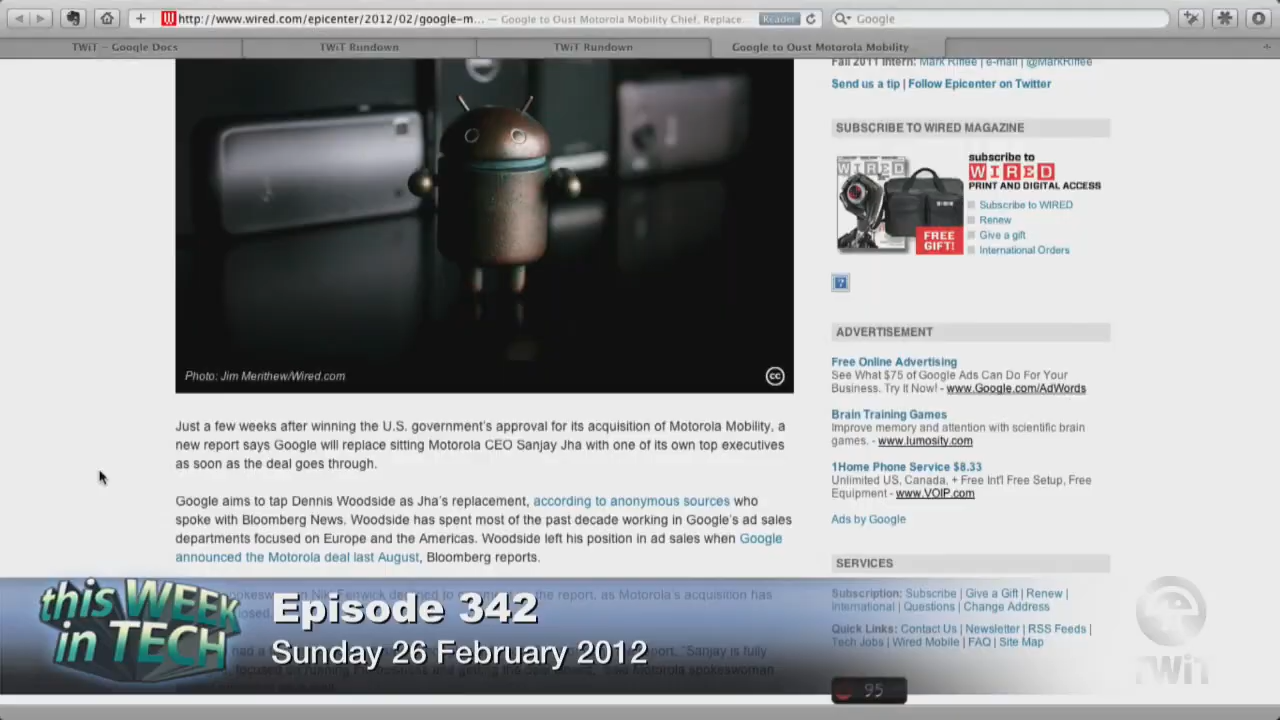 http://www.wired.com/epicenter/2012/02/google-m... — Google to Oust Motorola Mobility Chief, Replace.
Reader
Google
TWiT – Google Docs
TWiT Rundown
TWiT Rundown
Google to Oust Motorola Mobility
Photo: Jim Merithew/Wired.com
cc
Just a few weeks after winning the U.S. government's approval for its acquisition of Motorola Mobility, a
new report says Google will replace sitting Motorola CEO Sanjay Jha with one of its own top executives
as soon as the deal goes through.
Google aims to tap Dennis Woodside as Jha's replacement, according to anonymous sources who
spoke with Bloomberg News. Woodside has spent most of the past decade working in Google's ad sales
departments focused on Europe and the Americas. Woodside left his position in ad sales when Google
announced the Motorola deal last August, Bloomberg reports.
the report, as Motorola's acquisition has
"Sanjay is fully
Motorola spokeswoman
Fall 2011 Intern: Mark Riffee | e-mail | @MarkRiffee
Send us a tip | Follow Epicenter on Twitter
SUBSCRIBE TO WIRED MAGAZINE
WIRED
FREE
GIFT!
subscribe to
WIRED
PRINT AND DIGITAL ACCESS
Subscribe to WIRED
Renew
Give a gift
International Orders
?
ADVERTISEMENT
Free Online Advertising
See What $75 of Google Ads Can Do For Your
Business. Try It Now! - www.Google.com/AdWords
Brain Training Games
Improve memory and attention with scientific brain
games. - www.lumosity.com
1Home Phone Service $8.33
Unlimited US, Canada, + Free Int'l Free Setup, Free
Equipment - www.VOIP.com
Ads by Google
SERVICES
Subscription: Subscribe | Give a Gift | Renew |
International | Questions | Change Address
Quick Links: Contact Us | Newsletter | RSS Feeds |
Tech Jobs | Wired Mobile | FAQ | Site Map
this WEEK
in TECH
Episode 342
Sunday 26 February 2012
TWiT
95